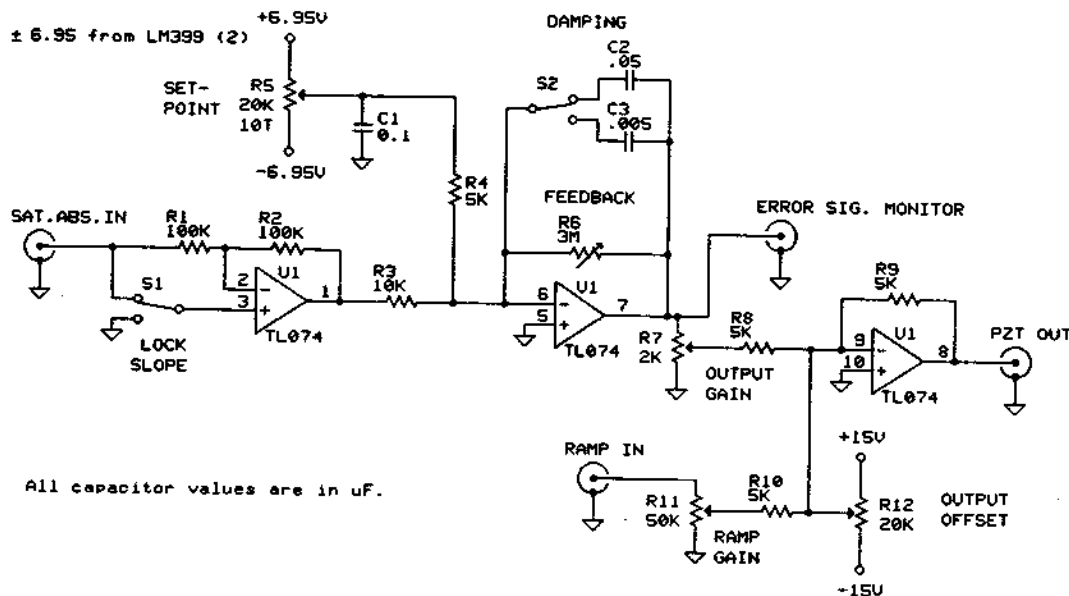 ± 6.95 from LM399 (2)
+6.95V
SET-
POINT
R5
20K
10T
-6.95V
C1
0.1
R4
5K
DAMPING
S2
C2
.05
C3
.005
FEEDBACK
R6
3M
SAT.ABS.IN
R1
100K
R2
100K
S1
LOCK
SLOPE
2
-
3
+
U1
1
TL074
R3
10K
6
-
5
+
U1
7
TL074
ERROR SIG. MONITOR
R7
2K
OUTPUT
GAIN
R8
5K
R9
5K
9
-
10
+
U1
8
TL074
PZT OUT
RAMP IN
R11
50K
RAMP
GAIN
R10
5K
+15V
R12
20K
OUTPUT
OFFSET
-15V
All capacitor values are in uF.